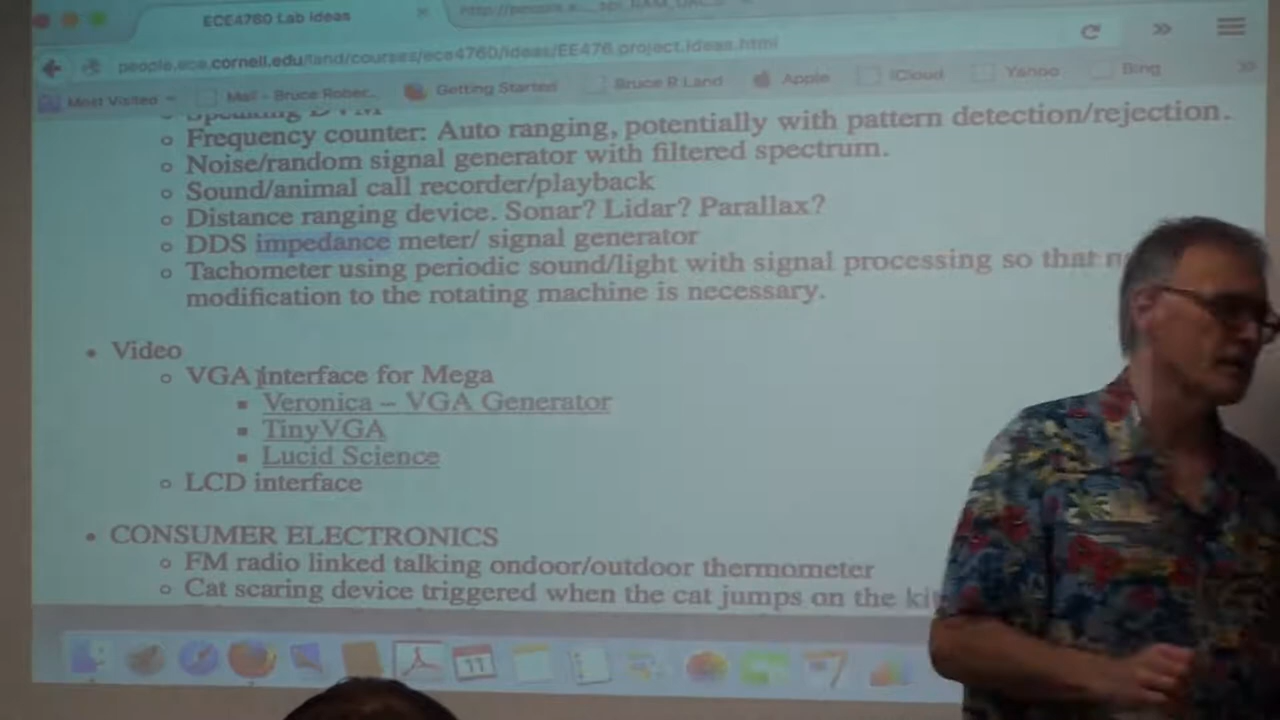 ECE4760 Lab Ideas
people.ece.cornell.edu/land/courses/ece4760/ideas/EE476.project.ideas.html
Most Visited Mail - Bruce Rober... Getting Started Bruce R Land Apple iCloud Yahoo Bing
Frequency counter: Auto ranging, potentially with pattern detection/rejection.
Noise/random signal generator with filtered spectrum.
Sound/animal call recorder/playback
Distance ranging device. Sonar? Lidar? Parallax?
DDS impedance meter/ signal generator
Tachometer using periodic sound/light with signal processing so that
modification to the rotating machine is necessary.
Video
VGA interface for Mega
Veronica – VGA Generator
TinyVGA
Lucid Science
LCD interface
CONSUMER ELECTRONICS
FM radio linked talking ondoor/outdoor thermometer
Cat scaring device triggered when the cat jumps on the
11